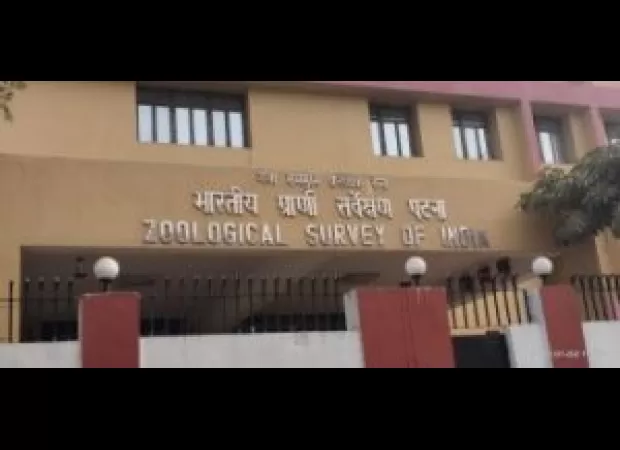 भारतीय प्राणी सर्वेक्षण पटना
ZOOLOGICAL SURVEY OF INDIA